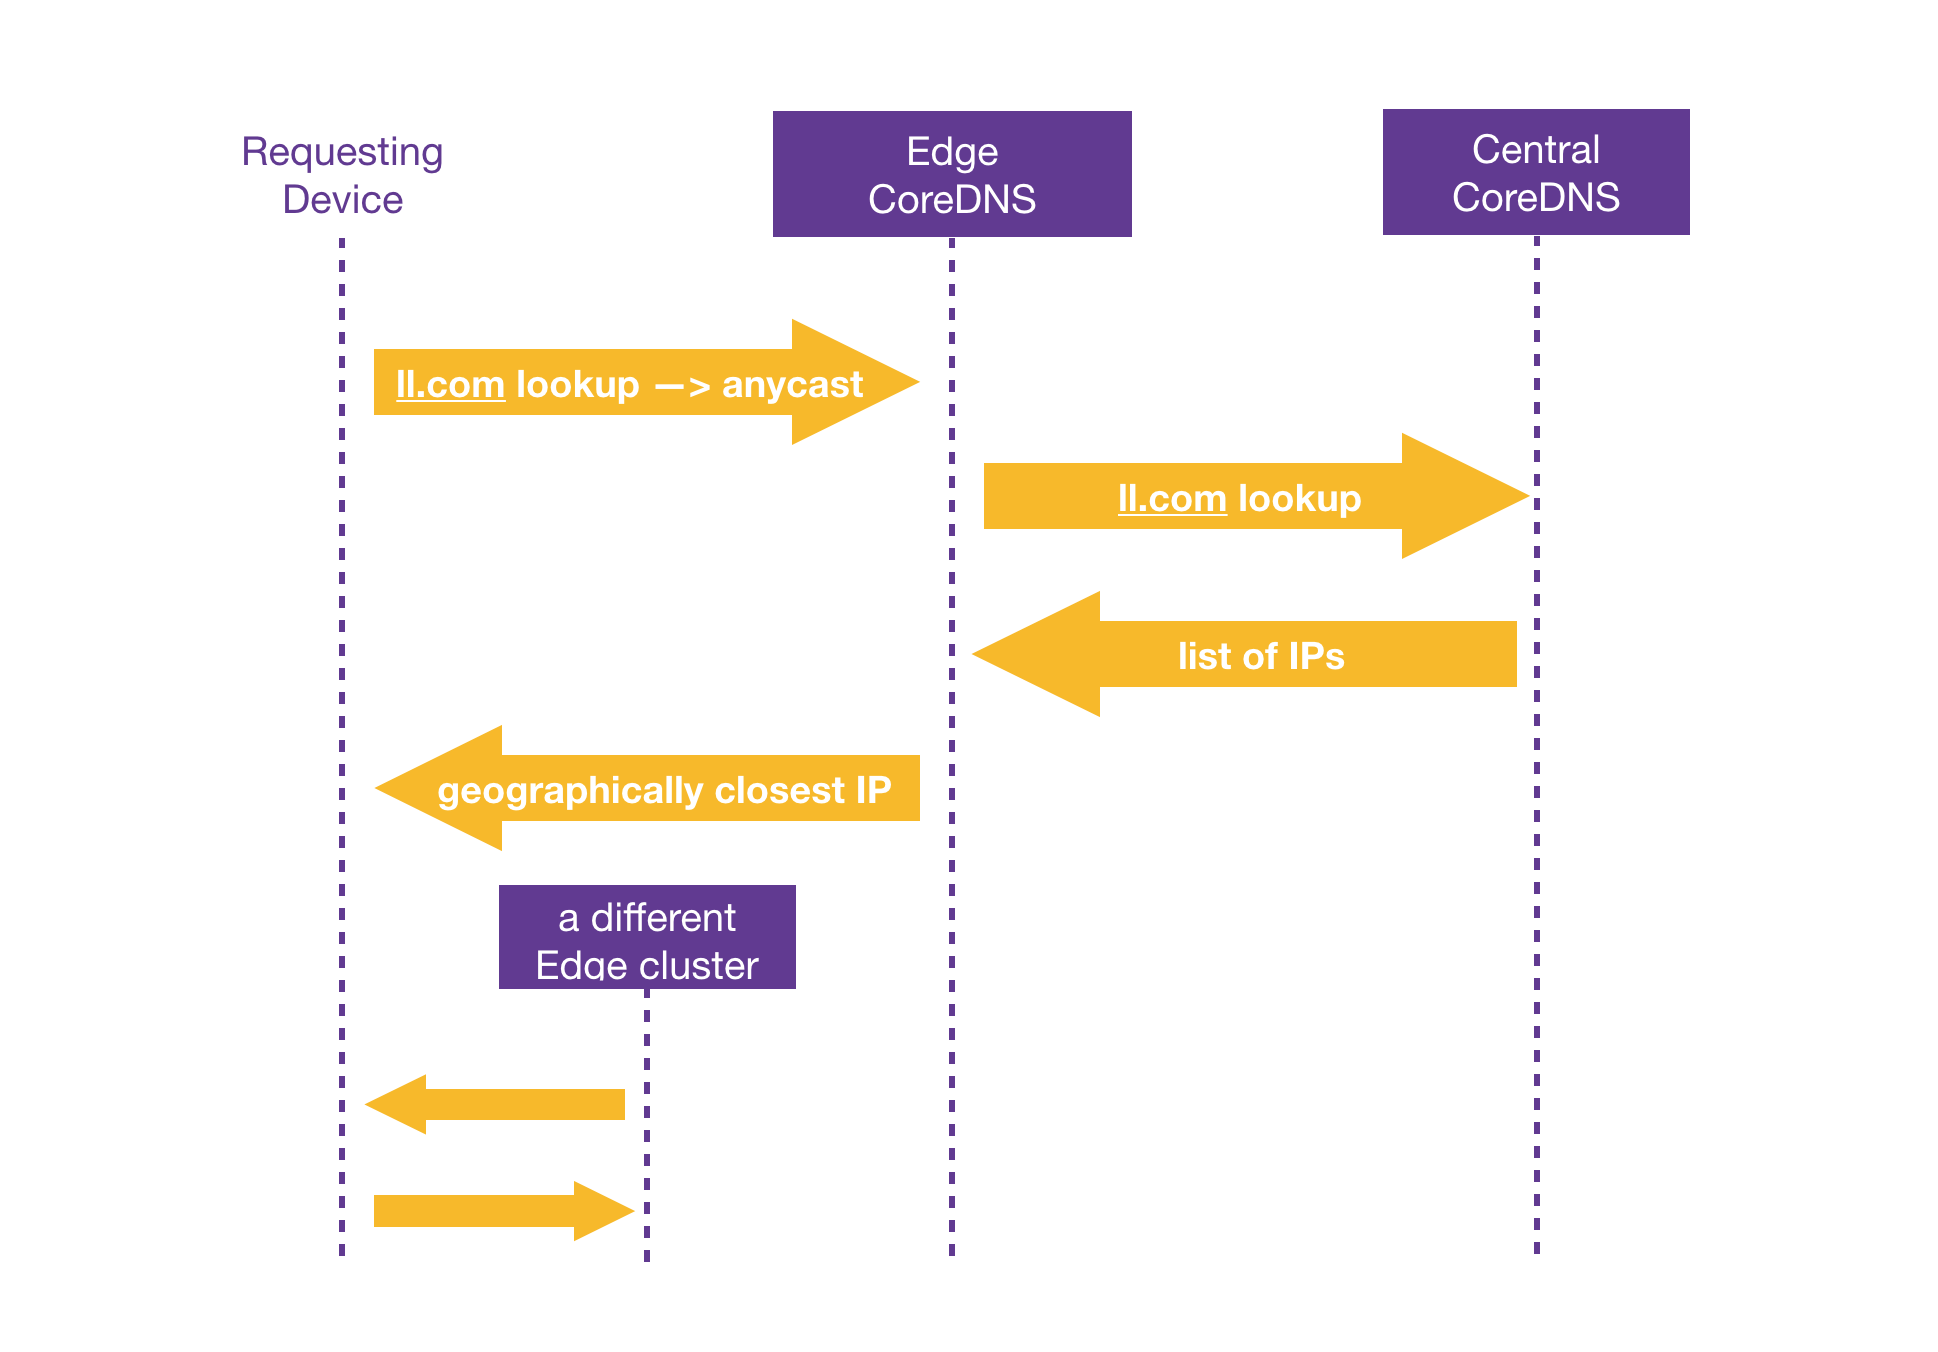 Requesting
Device
Edge
CoreDNS
Central
CoreDNS
ll.com lookup —> anycast
ll.com lookup
list of IPs
geographically closest IP
a different
Edge cluster